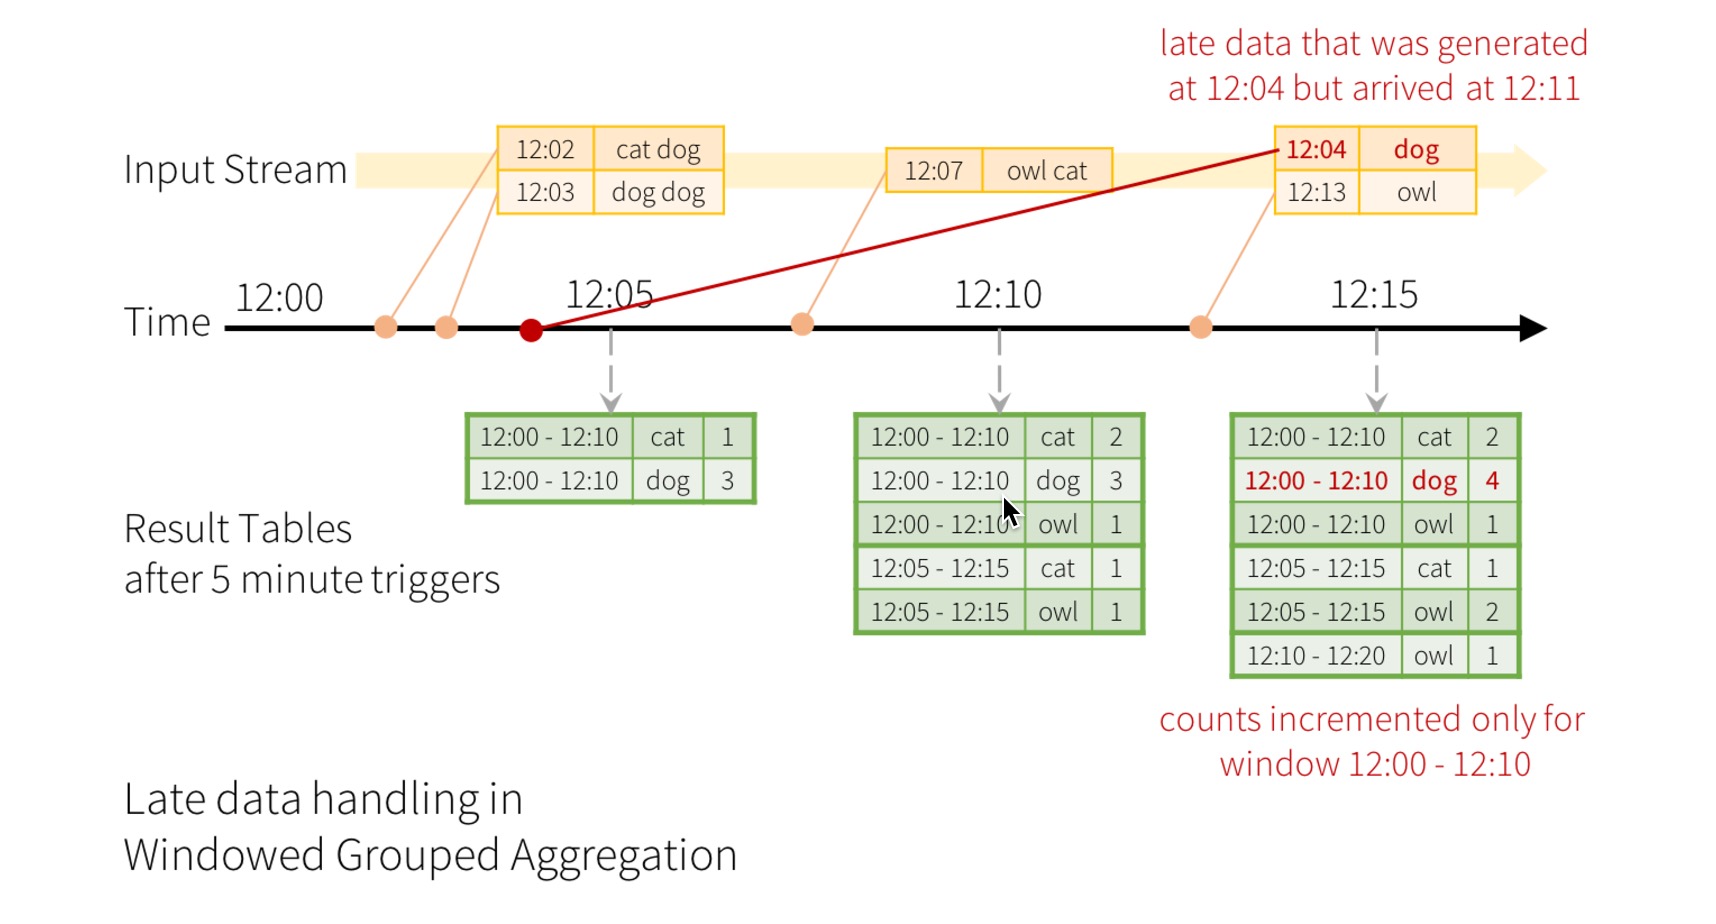 late data that was generated
at 12:04 but arrived at 12:11
Input Stream
12:02 cat dog
12:03 dog dog
12:07 owl cat
12:04 dog
12:13 owl
Time
12:00
12:05
12:10
12:15
Result Tables
after 5 minute triggers
12:00 - 12:10 cat 1
12:00 - 12:10 dog 3
12:00 - 12:10 cat 2
12:00 - 12:10 dog 3
12:00 - 12:10 owl 1
12:05 - 12:15 cat 1
12:05 - 12:15 owl 1
12:00 - 12:10 cat 2
12:00 - 12:10 dog 4
12:00 - 12:10 owl 1
12:05 - 12:15 cat 1
12:05 - 12:15 owl 2
12:10 - 12:20 owl 1
counts incremented only for
window 12:00 - 12:10
Late data handling in
Windowed Grouped Aggregation